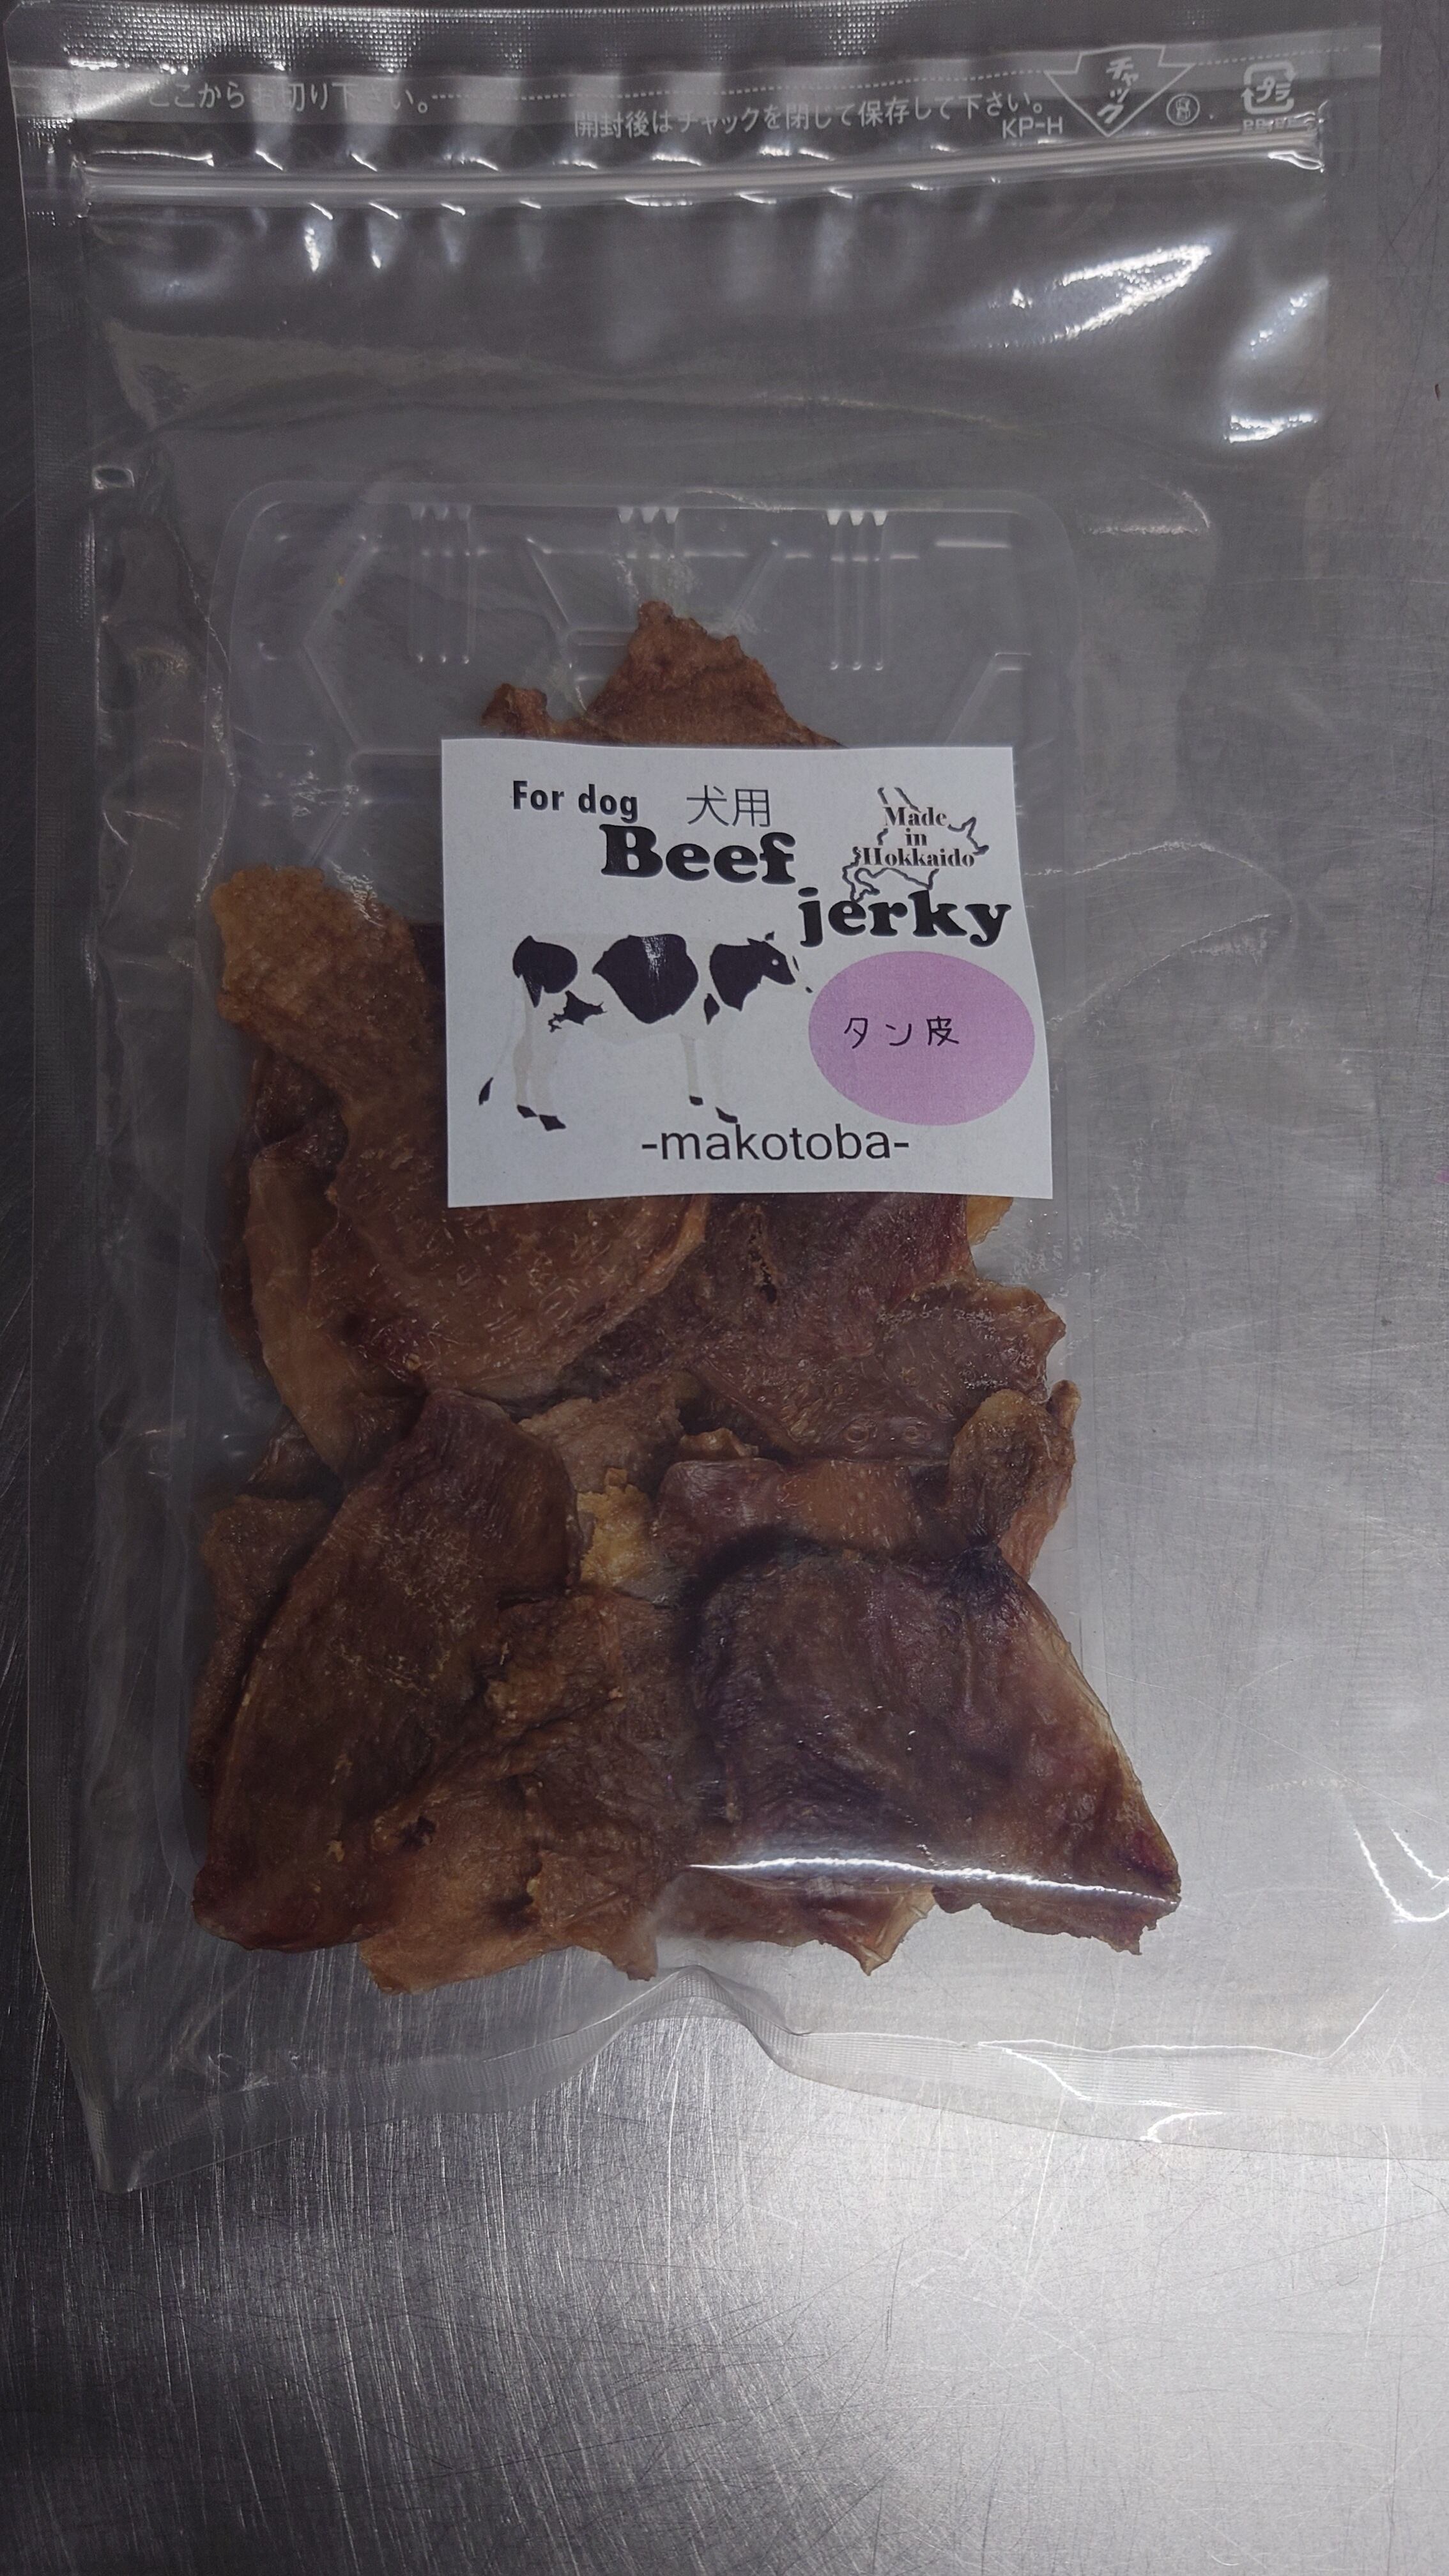 ここからお切り下さい。
開封後はチャックを閉じて保存して下さい。
チャック
KP-H
プラ
For dog 犬用
Beef
jerky
Made
in
Hokkaido
タン皮
-makotoba-